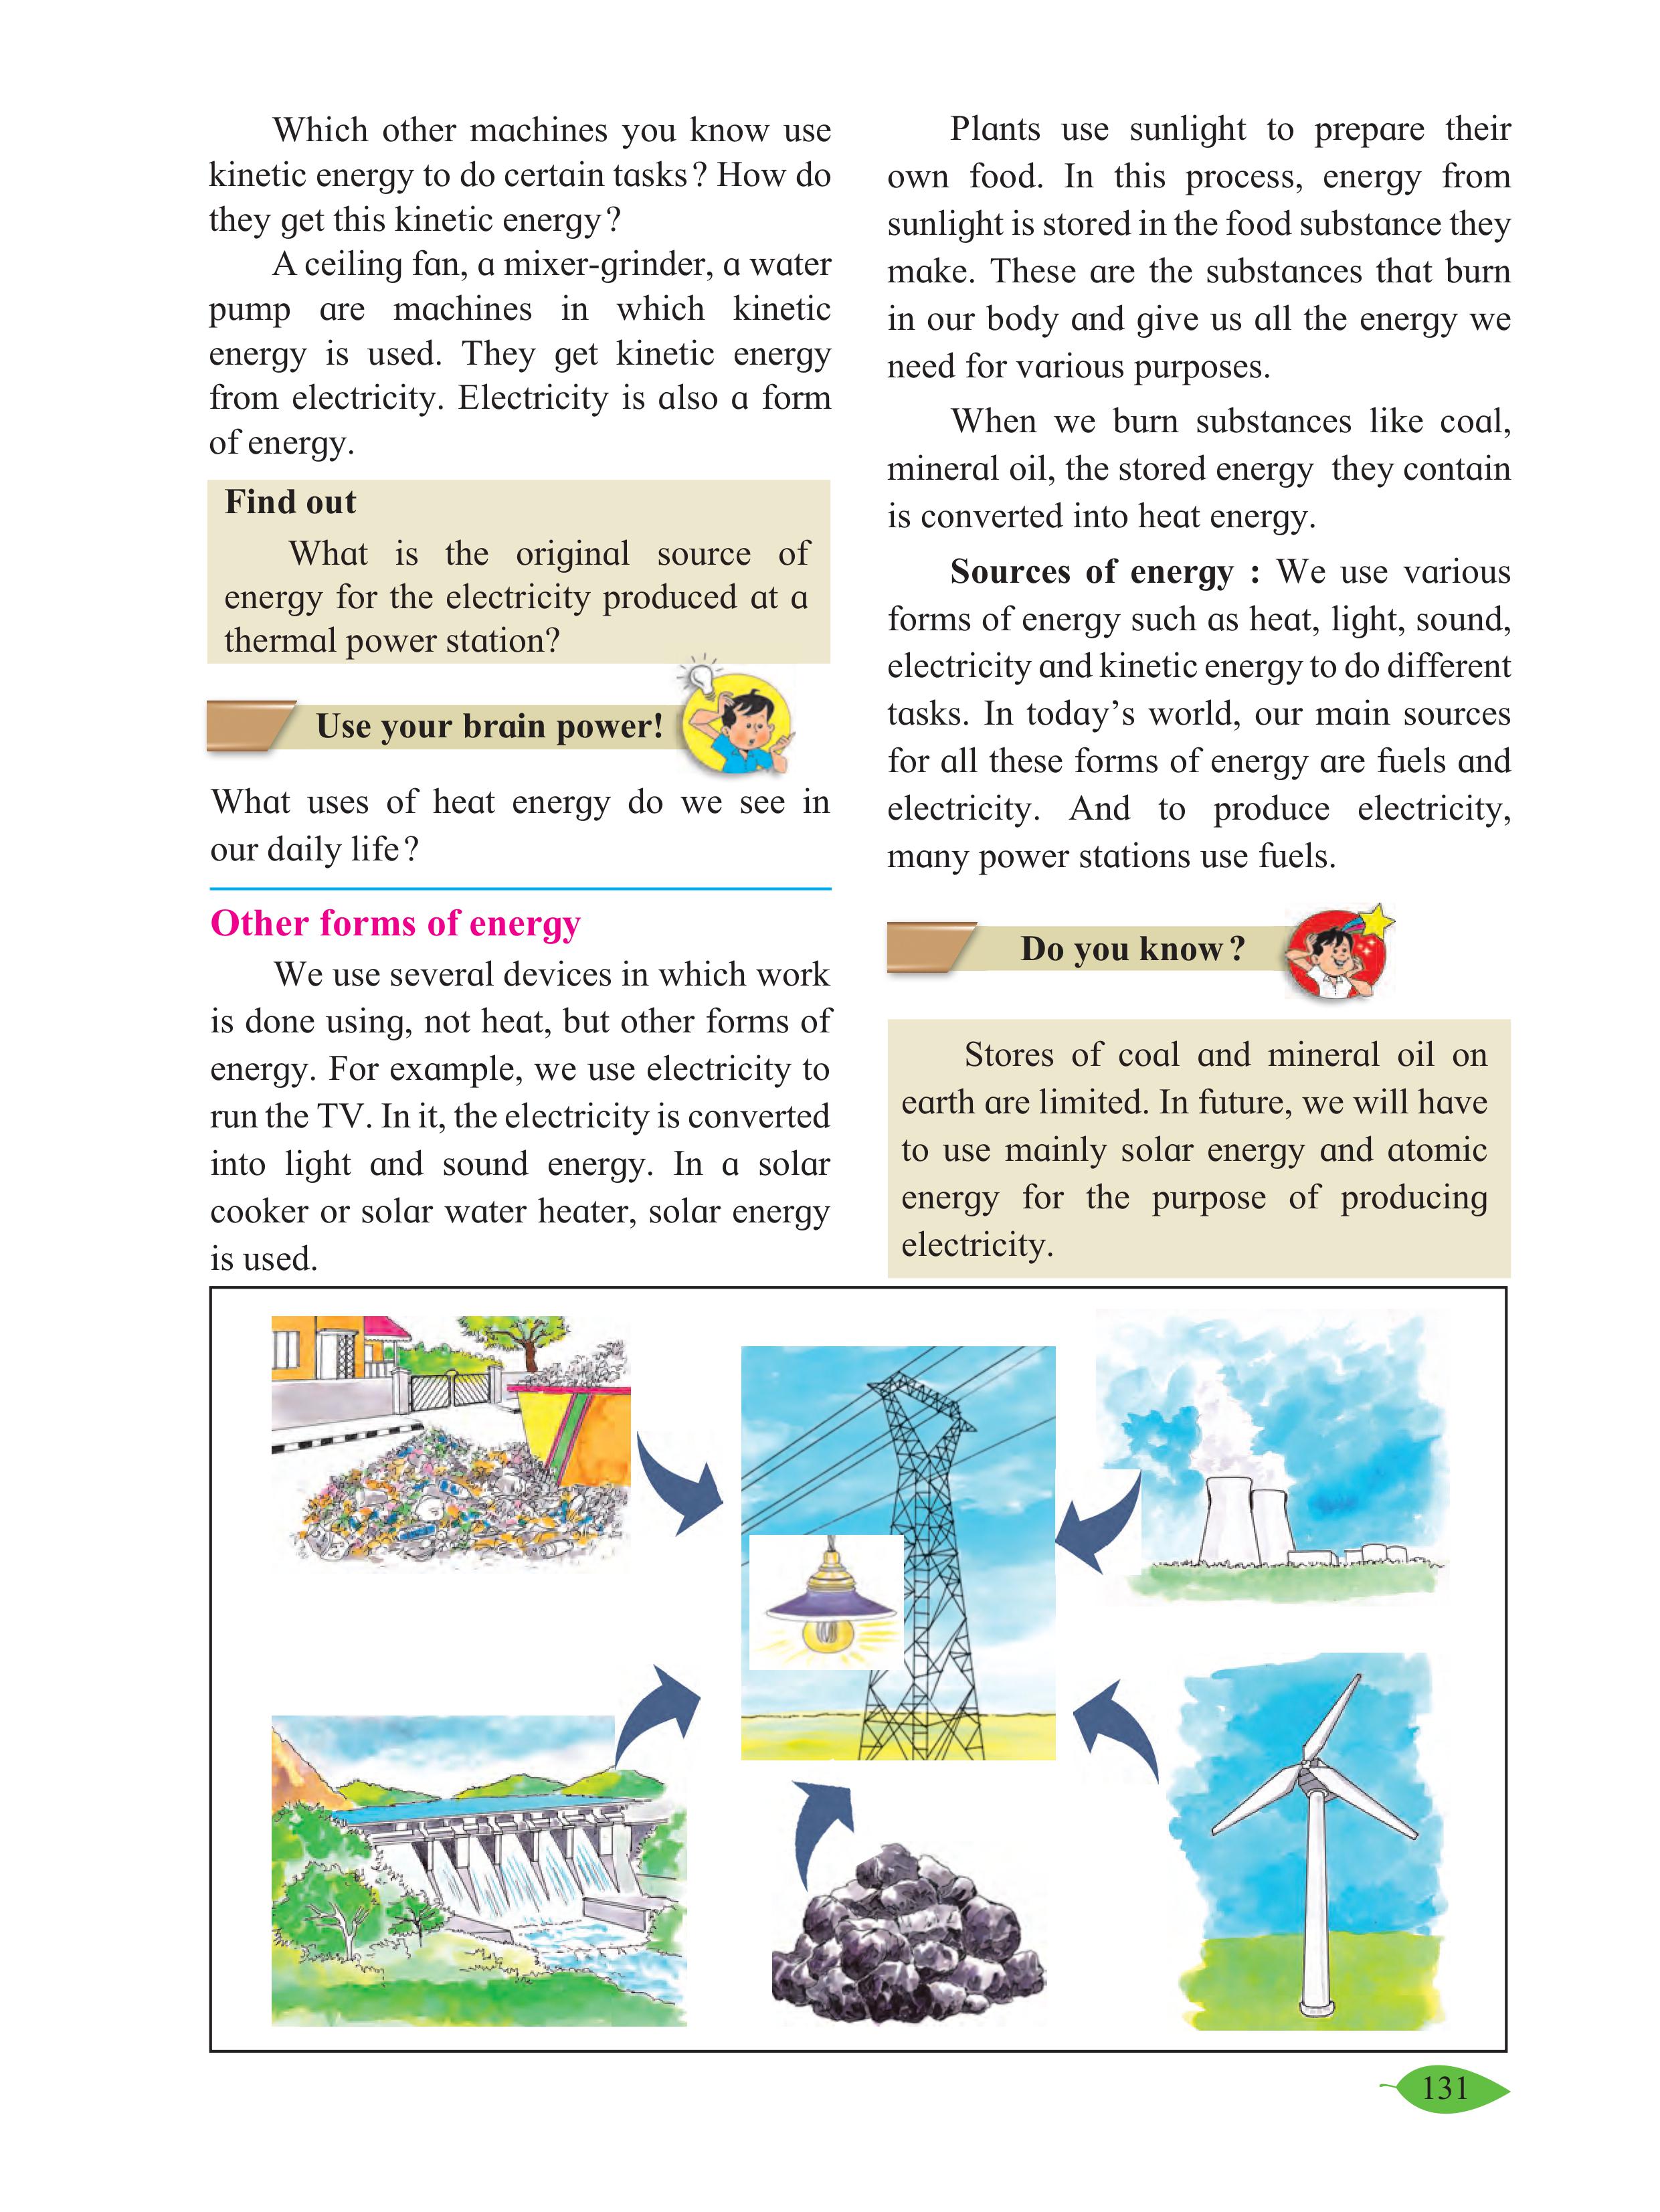 Which other machines you know use
kinetic energy to do certain tasks? How do
they get this kinetic energy?
A ceiling fan, a mixer-grinder, a water
pump are machines in which kinetic
energy is used. They get kinetic energy
from electricity. Electricity is also a form
of energy.
Find out
What is the original source of
energy for the electricity produced at a
thermal power station?
Use your brain power!
What uses of heat energy do we see in
our daily life?
Other forms of energy
We use several devices in which work
is done using, not heat, but other forms of
energy. For example, we use electricity to
run the TV. In it, the electricity is converted
into light and sound energy. In a solar
cooker or solar water heater, solar energy
is used.
Plants use sunlight to prepare their
own food. In this process, energy from
sunlight is stored in the food substance they
make. These are the substances that burn
in our body and give us all the energy we
need for various purposes.
When we burn substances like coal,
mineral oil, the stored energy they contain
is converted into heat energy.
Sources of energy : We use various
forms of energy such as heat, light, sound,
electricity and kinetic energy to do different
tasks. In today's world, our main sources
for all these forms of energy are fuels and
electricity. And to produce electricity,
many power stations use fuels.
Do you know?
Stores of coal and mineral oil on
earth are limited. In future, we will have
to use mainly solar energy and atomic
energy for the purpose of producing
electricity.
131